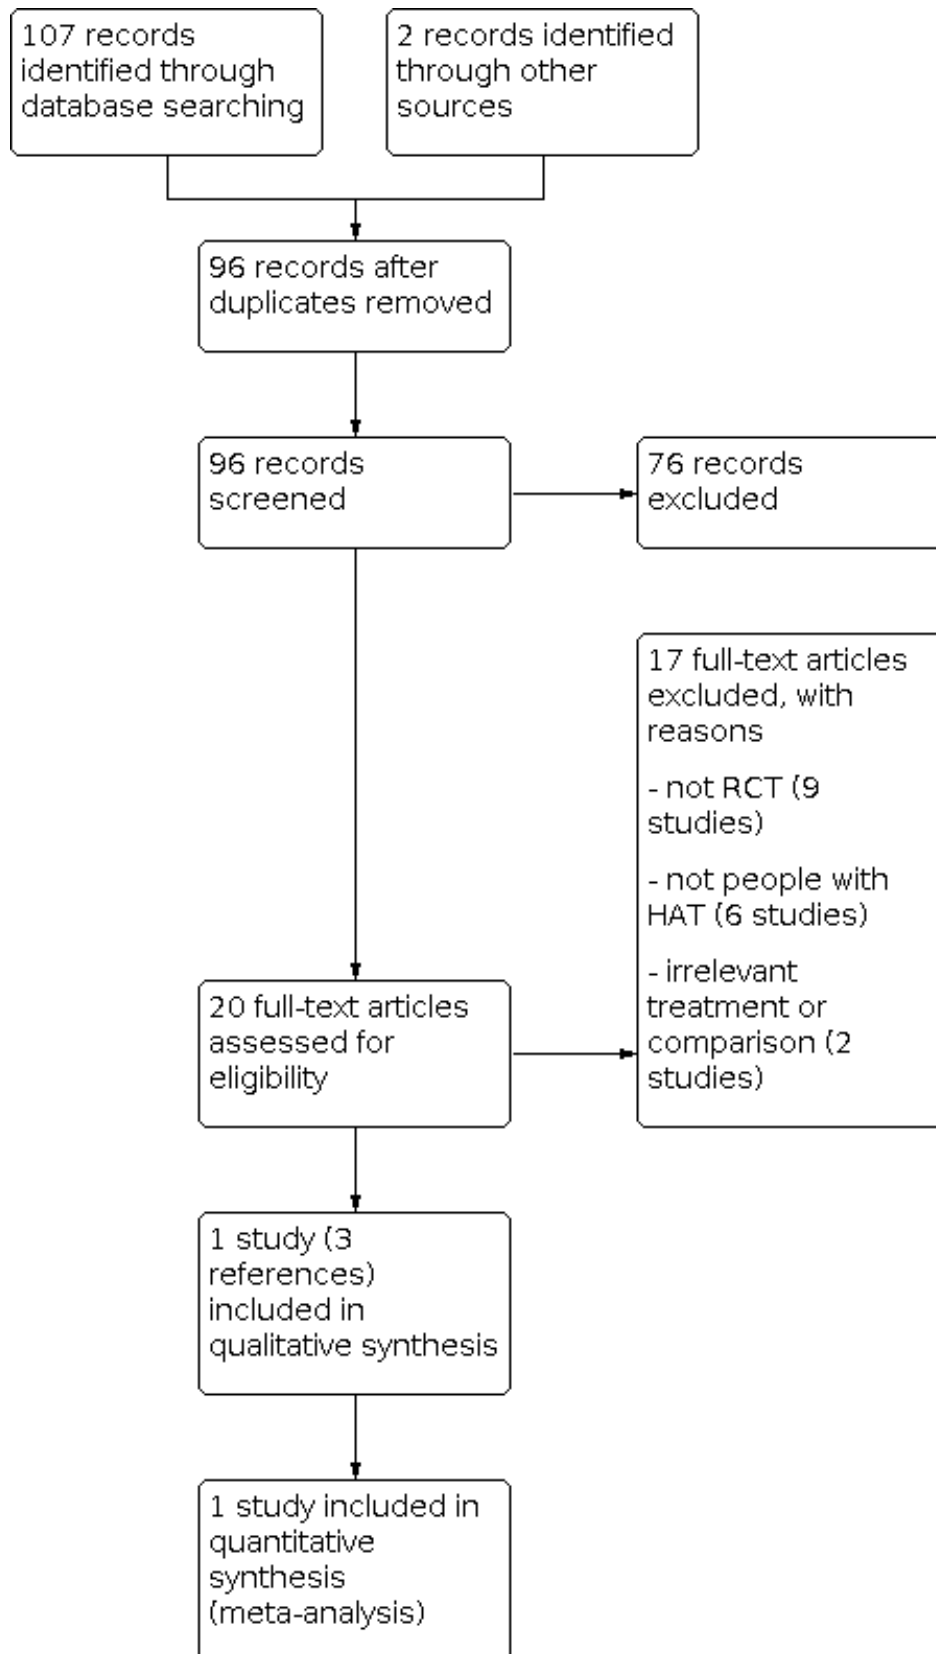 107 records
identified through
database searching
2 records identified
through other
sources
96 records after
duplicates removed
96 records
screened
76 records
excluded
17 full-text articles
excluded, with
reasons
- not RCT (9
studies)
- not people with
HAT (6 studies)
- irrelevant
treatment or
comparison (2
studies)
20 full-text articles
assessed for
eligibility
1 study (3
references)
included in
qualitative synthesis
1 study included in
quantitative
synthesis
(meta-analysis)